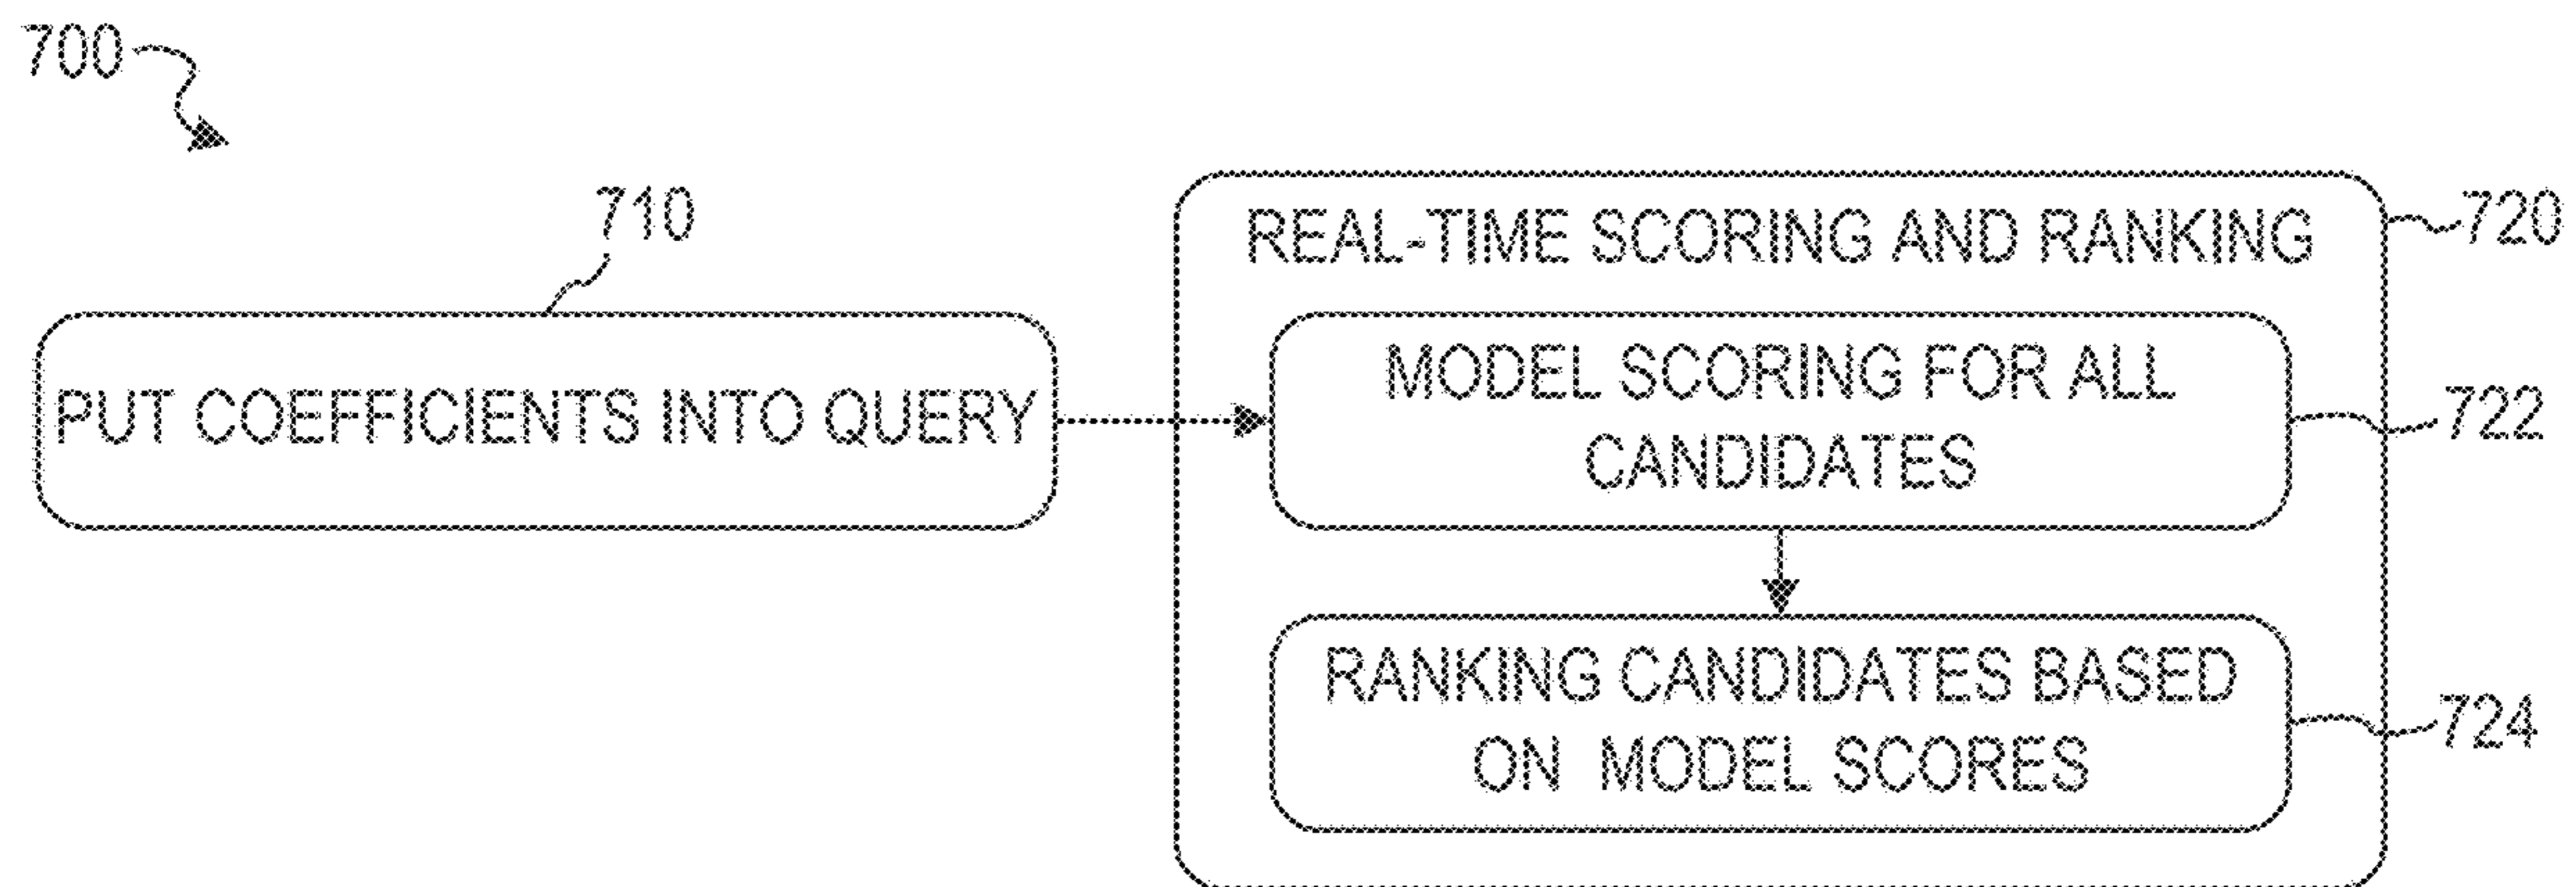 700
710
REAL-TIME SCORING AND RANKING
720
PUT COEFFICIENTS INTO QUERY
MODEL SCORING FOR ALL
CANDIDATES
722
RANKING CANDIDATES BASED
ON MODEL SCORES
724